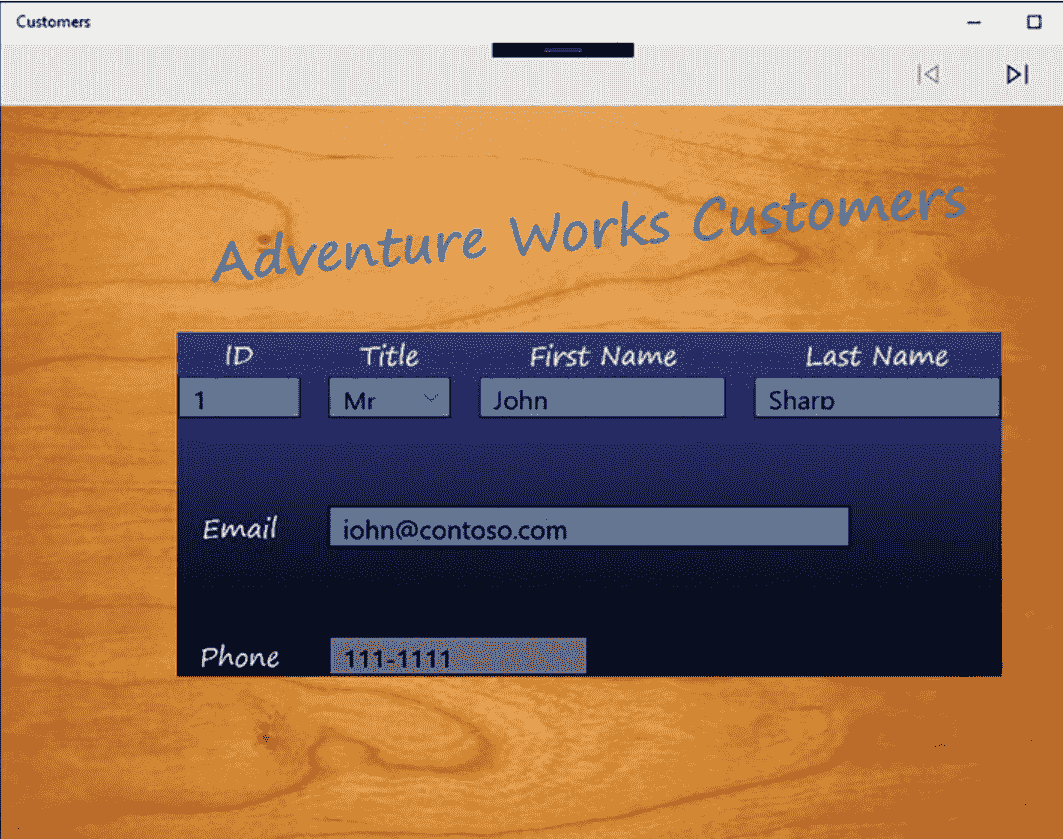 Customers
Adventure Works Customers
ID Title First Name Last Name
1 Mr John Sharp
Email john@contoso.com
Phone 111-1111